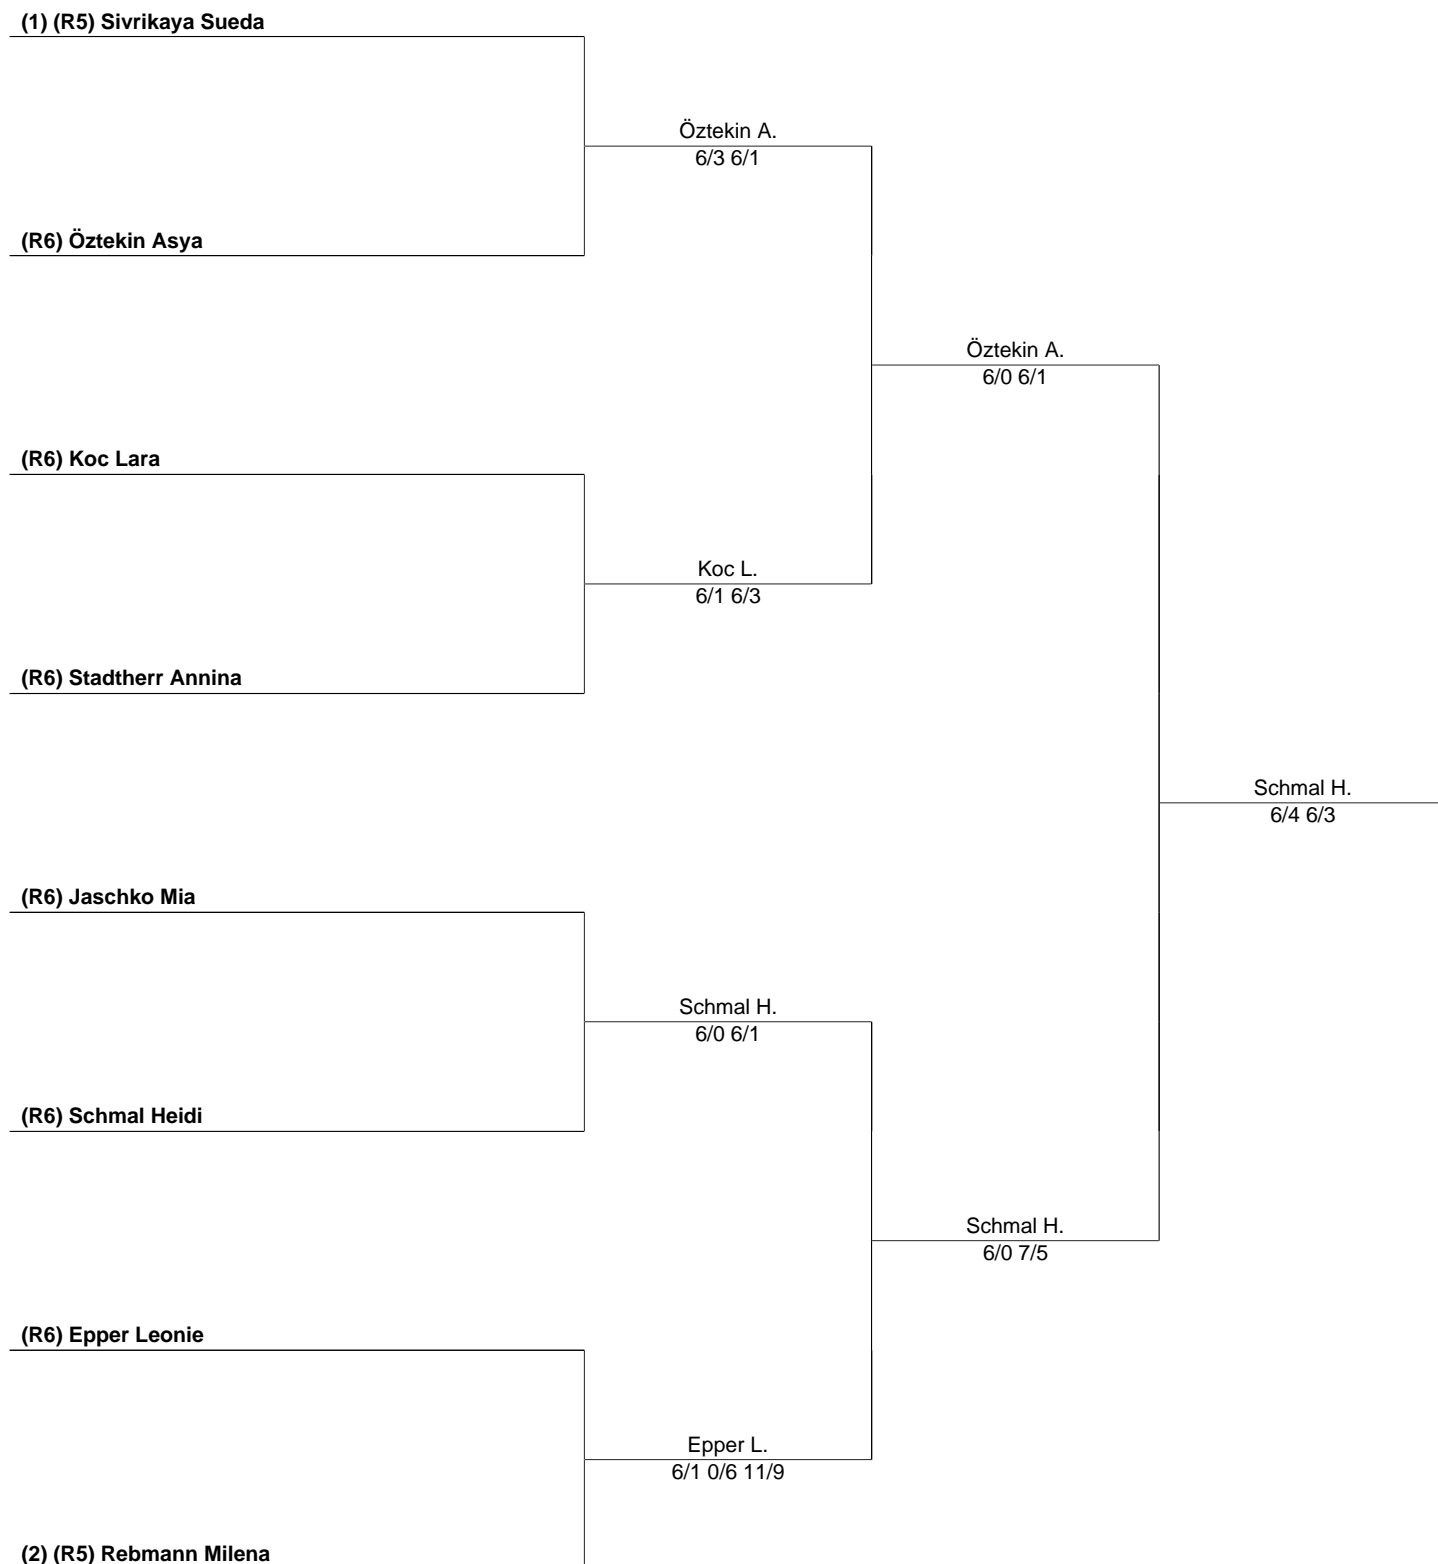 (1) (R5) Sivrikaya Sueda
Öztekin A.
6/3 6/1
(R6) Öztekin Asya
Öztekin A.
6/0 6/1
(R6) Koc Lara
Koc L.
6/1 6/3
(R6) Stadtherr Annina
Schmal H.
6/4 6/3
(R6) Jaschko Mia
Schmal H.
6/0 6/1
(R6) Schmal Heidi
Schmal H.
6/0 7/5
(R6) Epper Leonie
Epper L.
6/1 0/6 11/9
(2) (R5) Rebmann Milena